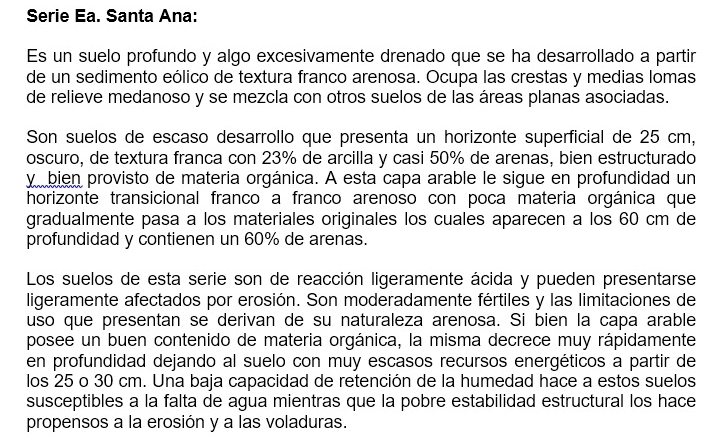 Serie Ea. Santa Ana:
Es un suelo profundo y algo excesivamente drenado que se ha desarrollado a partir
de un sedimento eólico de textura franco arenosa. Ocupa las crestas y medias lomas
de relieve medanoso y se mezcla con otros suelos de las áreas planas asociadas.
Son suelos de escaso desarrollo que presenta un horizonte superficial de 25 cm,
oscuro, de textura franca con 23% de arcilla y casi 50% de arenas, bien estructurado
y bien provisto de materia orgánica. A esta capa arable le sigue en profundidad un
horizonte transicional franco a franco arenoso con poca materia orgánica que
gradualmente pasa a los materiales originales los cuales aparecen a los 60 cm de
profundidad y contienen un 60% de arenas.
Los suelos de esta serie son de reacción ligeramente ácida y pueden presentarse
ligeramente afectados por erosión. Son moderadamente fértiles y las limitaciones de
uso que presentan se derivan de su naturaleza arenosa. Si bien la capa arable
posee un buen contenido de materia orgánica, la misma decrece muy rápidamente
en profundidad dejando al suelo con muy escasos recursos energéticos a partir de
los 25 o 30 cm. Una baja capacidad de retención de la humedad hace a estos suelos
susceptibles a la falta de agua mientras que la pobre estabilidad estructural los hace
propensos a la erosión y a las voladuras.